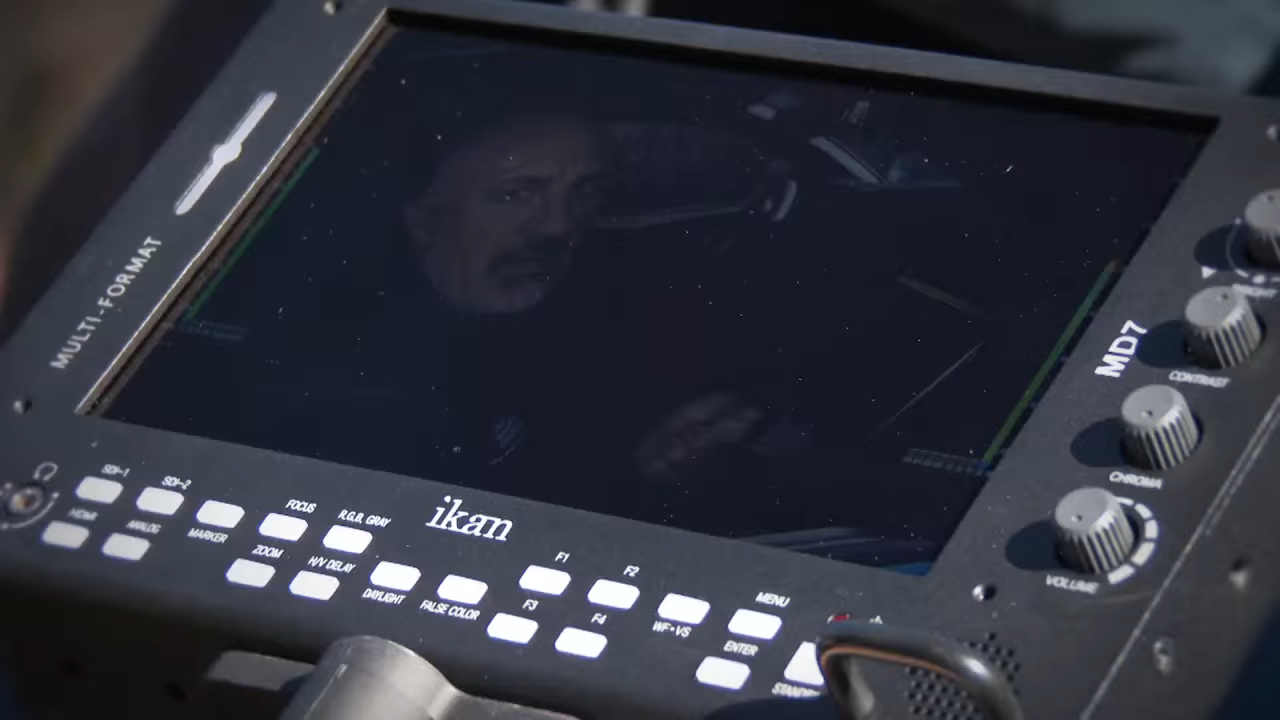 MULTI-FORMAT
MD7
CONTRAST
CHROMA
VOLUME
ikan
SDI-1
SDI-2
HDMI
ANALOG
MARKER
FOCUS
ZOOM
R.G.B. GRAY
H/V DELAY
DAYLIGHT
FALSE COLOR
F1
F2
F3
F4
WF+VS
MENU
ENTER